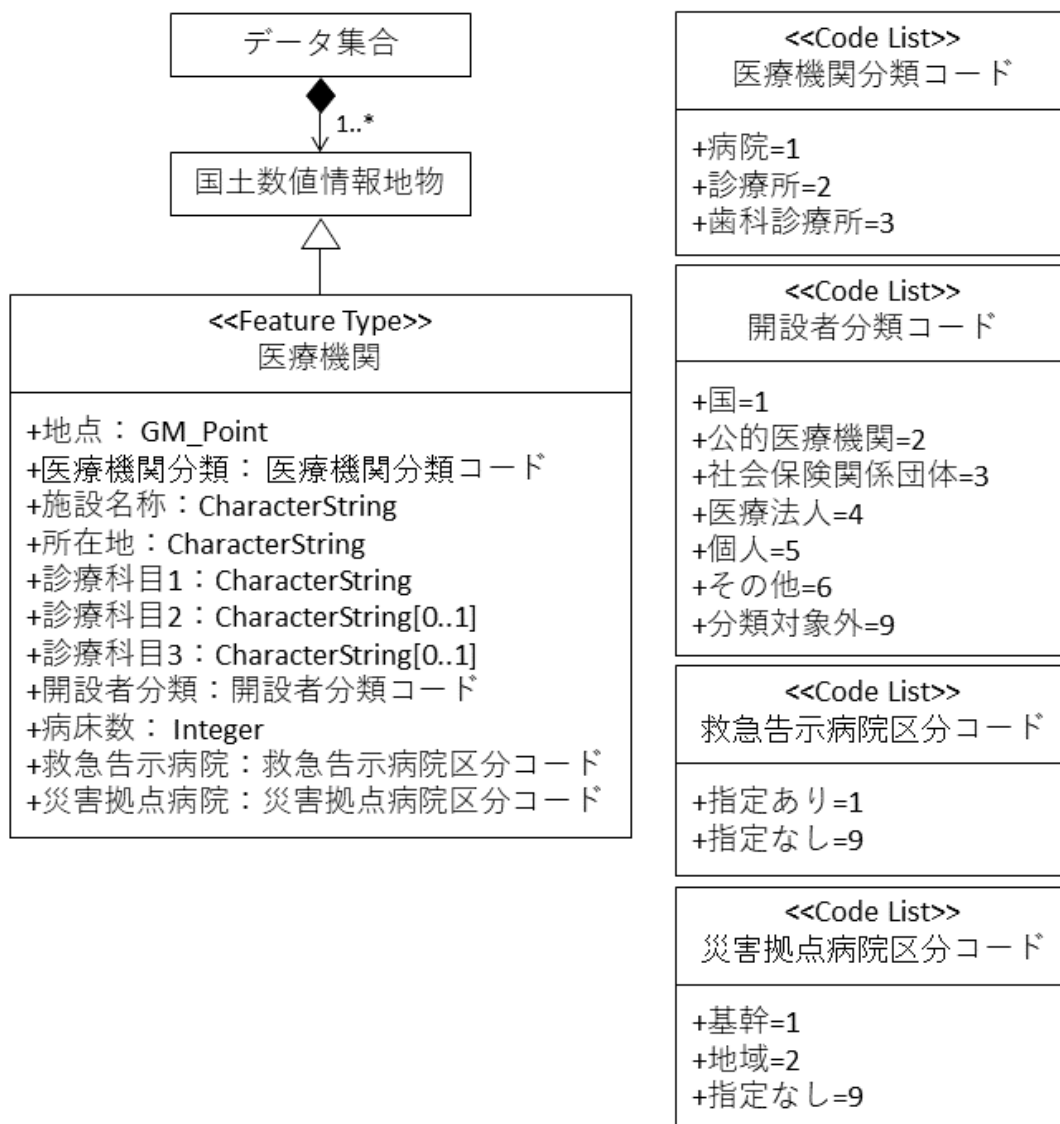 データ集合
1..*
国土数値情報地物
<<Feature Type>>
医療機関
+地点： GM_Point
+医療機関分類： 医療機関分類コード
+施設名称：CharacterString
+所在地：CharacterString
+診療科目1：CharacterString
+診療科目2：CharacterString[0..1]
+診療科目3：CharacterString[0..1]
+開設者分類：開設者分類コード
+病床数： Integer
+救急告示病院：救急告示病院区分コード
+災害拠点病院：災害拠点病院区分コード
<<Code List>>
医療機関分類コード
+病院=1
+診療所=2
+歯科診療所=3
<<Code List>>
開設者分類コード
+国=1
+公的医療機関=2
+社会保険関係団体=3
+医療法人=4
+個人=5
+その他=6
+分類対象外=9
<<Code List>>
救急告示病院区分コード
+指定あり=1
+指定なし=9
<<Code List>>
災害拠点病院区分コード
+基幹=1
+地域=2
+指定なし=9